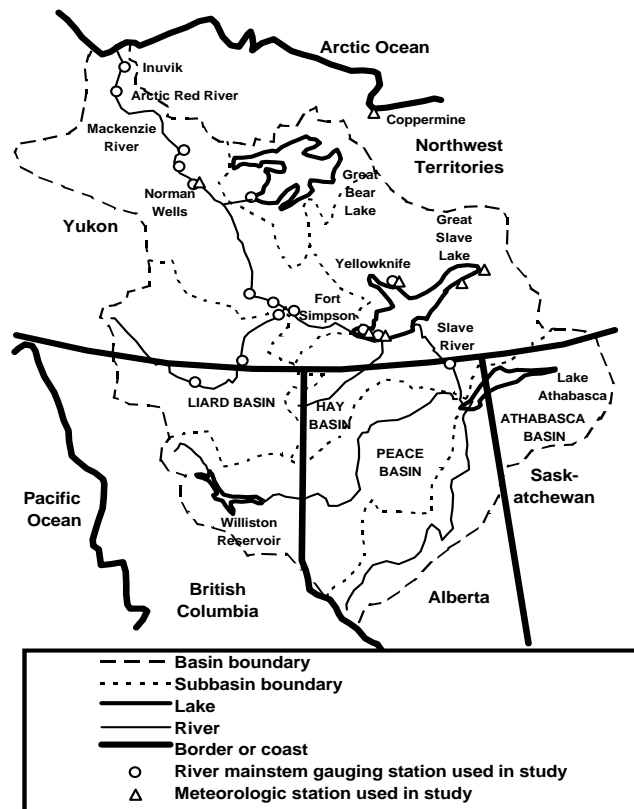 Arctic Ocean
Inuvik
Arctic Red River
Coppermine
Mackenzie
River
Northwest
Territories
Great
Bear
Lake
Norman
Wells
Yukon
Great
Slave
Lake
Yellowknife
Fort
Simpson
Slave
River
Lake
Athabasca
LIARD BASIN
HAY
BASIN
ATHABASCA
BASIN
PEACE
BASIN
Sask-
atchewan
Pacific
Ocean
Williston
Reservoir
British
Columbia
Alberta
Basin boundary
Subbasin boundary
Lake
River
Border or coast
River mainstem gauging station used in study
Meteorologic station used in study